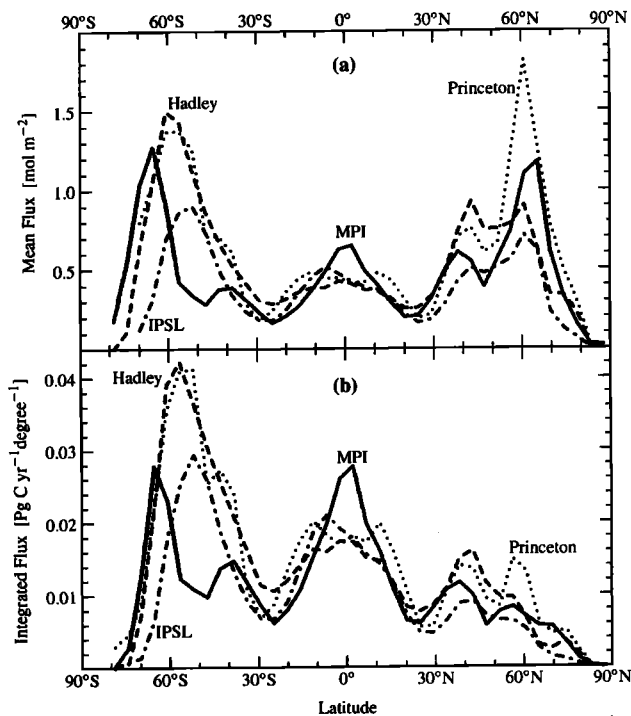 90°S 60°S 30°S 0° 30°N 60°N 90°N
(a)
Hadley
Princeton
1.5
1.0
0.5
Mean Flux [mol m−2]
MPI
IPSL
(b)
Hadley
0.04
0.03
0.02
0.01
Integrated Flux [Pg C yr−1degree−1]
MPI
Princeton
IPSL
90°S 60°S 30°S 0° 30°N 60°N 90°N
Latitude